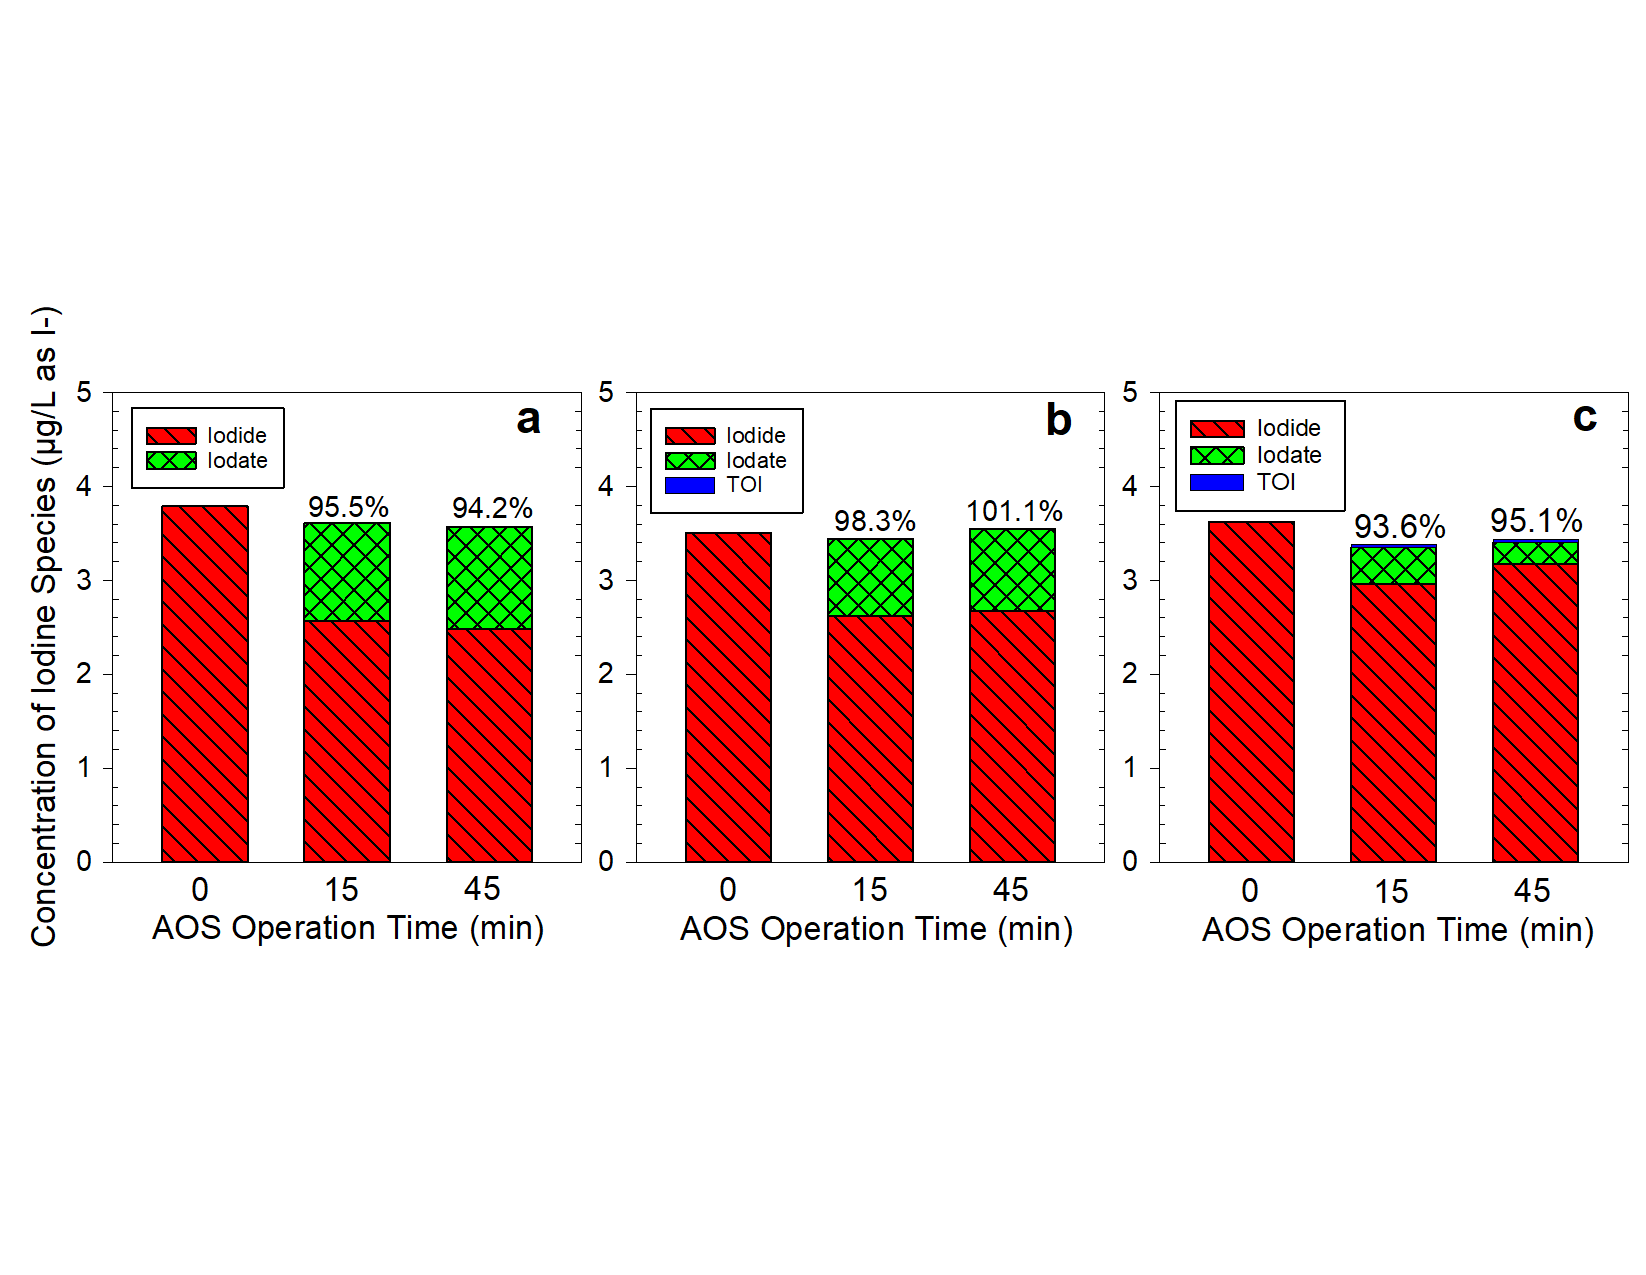 Concentration of Iodine Species (µg/L as I-)
5
4
3
2
1
0
a
Iodide
Iodate
95.5%
94.2%
0
15
45
AOS Operation Time (min)
5
4
3
2
1
0
b
Iodide
Iodate
TOI
98.3%
101.1%
0
15
45
AOS Operation Time (min)
5
4
3
2
1
0
c
Iodide
Iodate
TOI
93.6%
95.1%
0
15
45
AOS Operation Time (min)